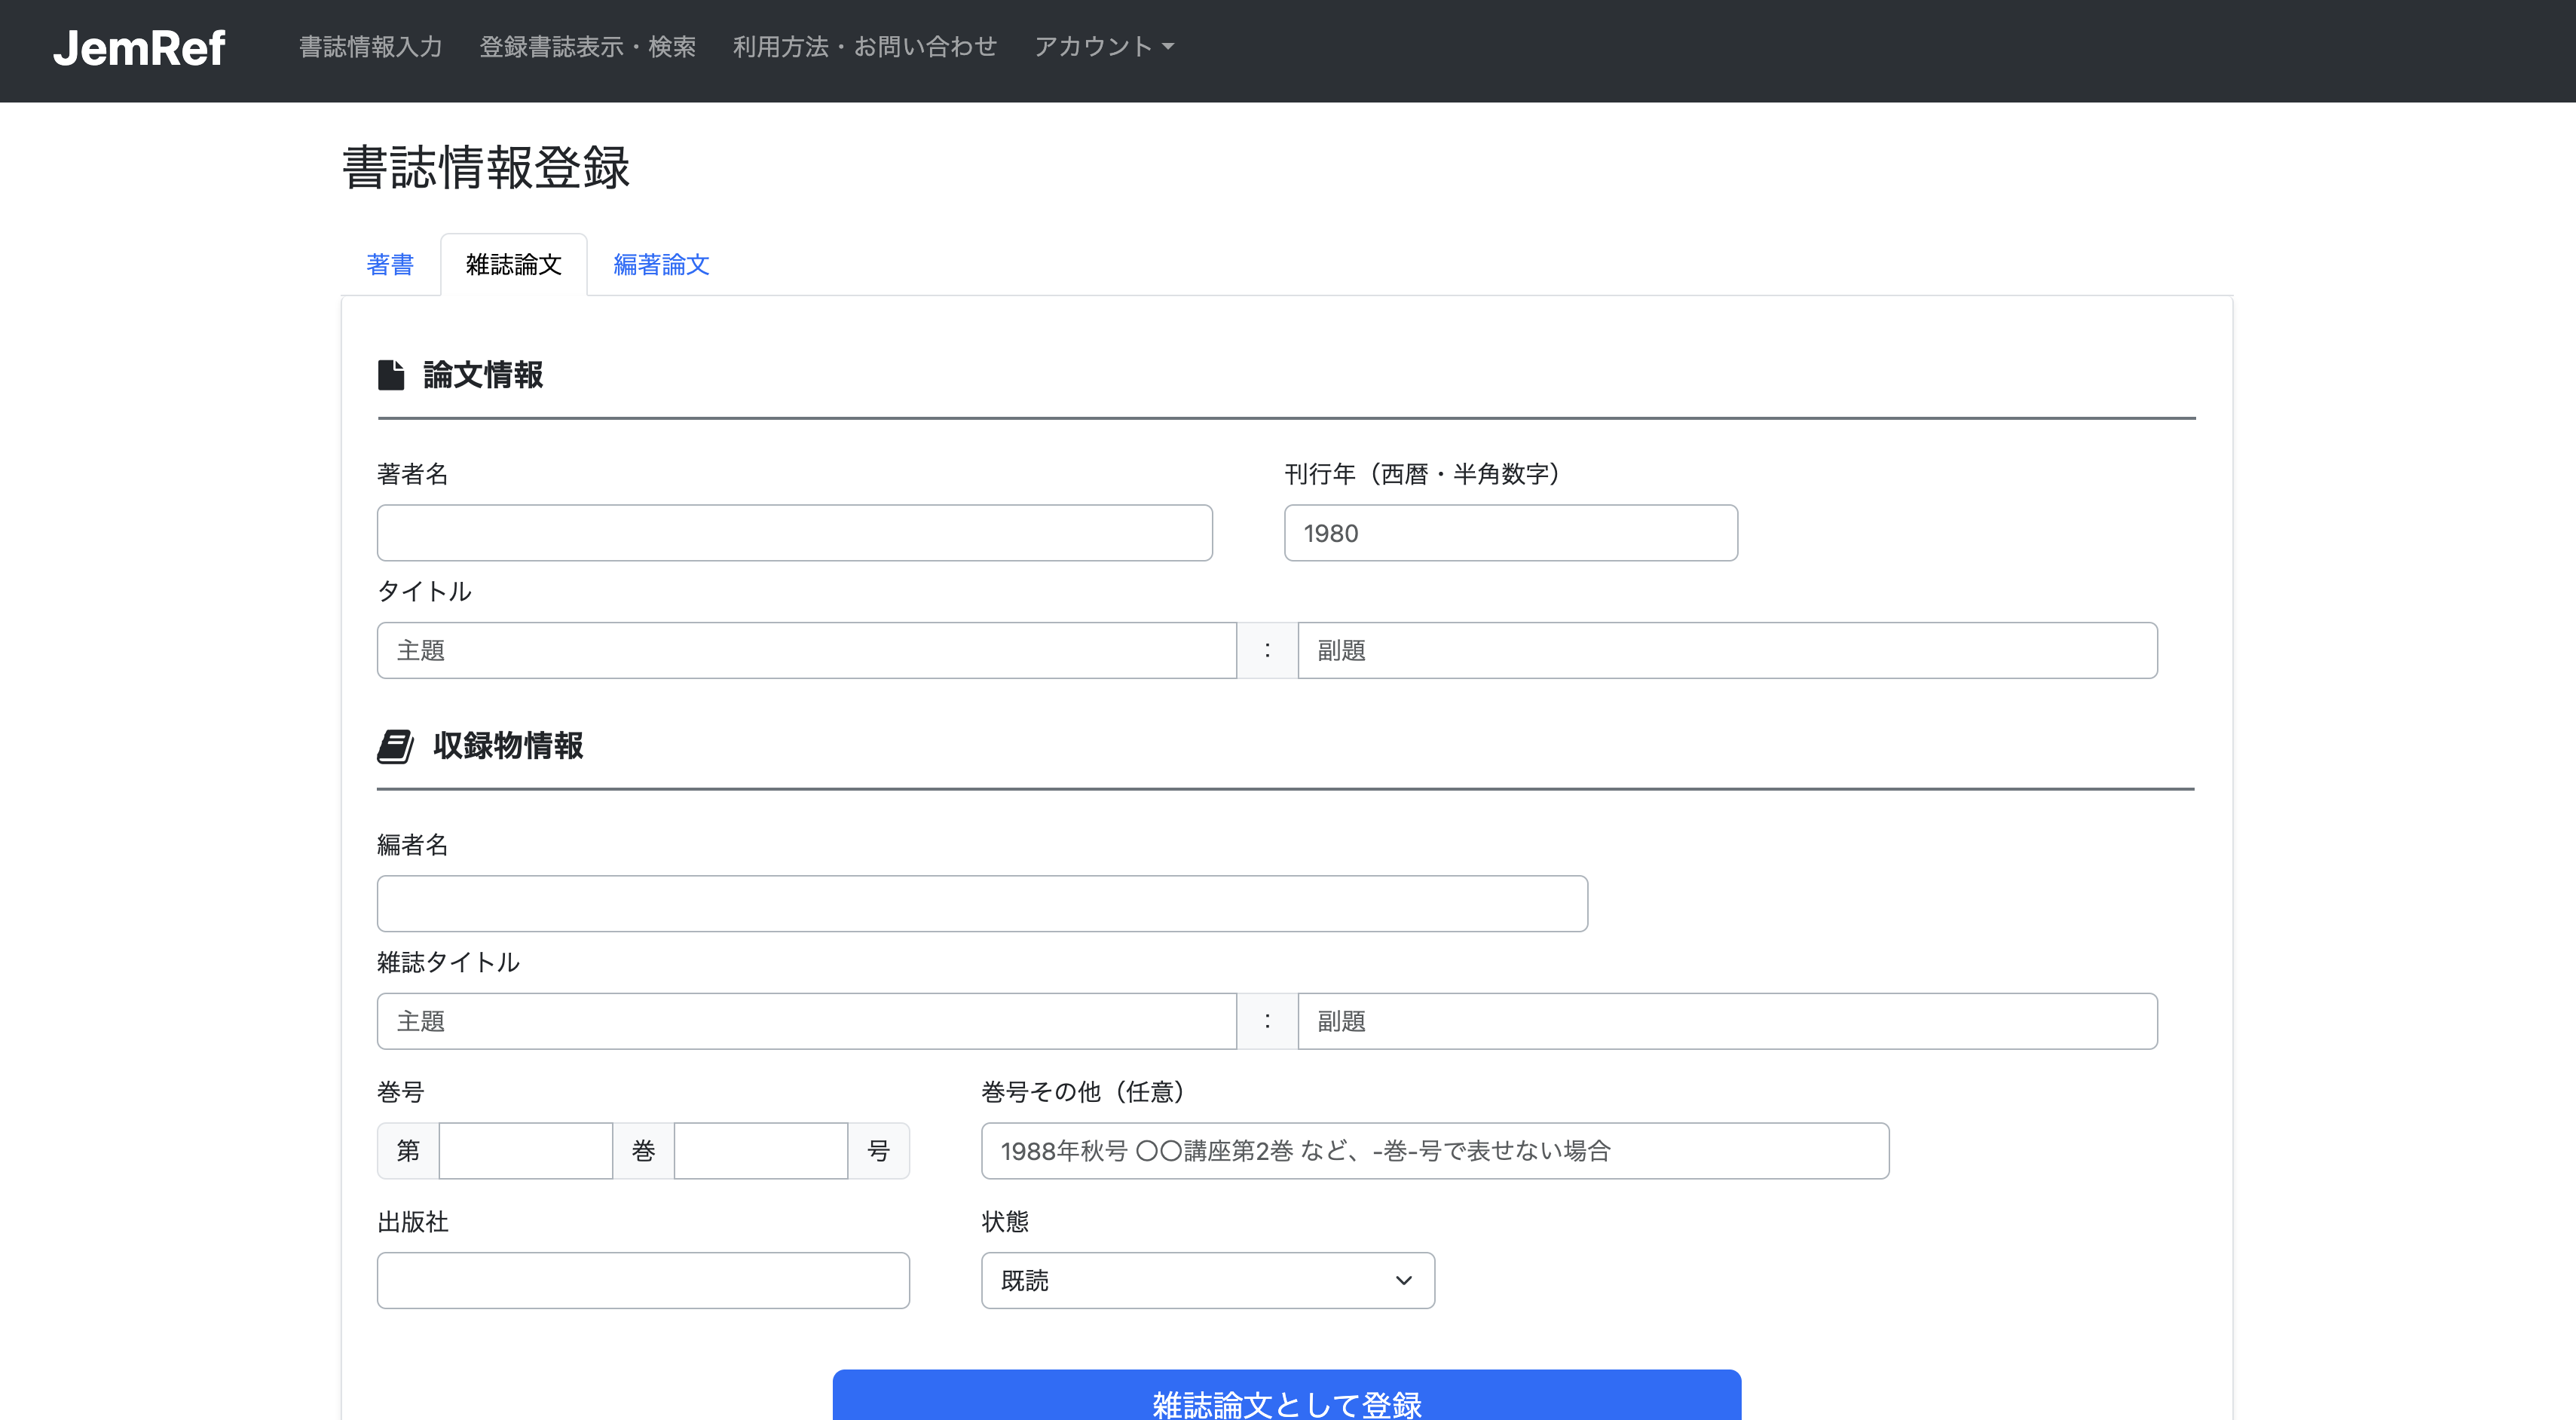 JemRef 書誌情報入力 登録書誌表示・検索 利用方法・お問い合わせ アカウント
書誌情報登録
著書 雑誌論文 編著論文
論文情報
著者名 刊行年（西暦・半角数字）
1980
タイトル
主題 : 副題
収録物情報
編者名
雑誌タイトル
主題 : 副題
巻号 巻号その他（任意）
第 巻 号 1988年秋号 〇〇講座第2巻 など、-巻-号で表せない場合
出版社 状態
既読
雑誌論文として登録